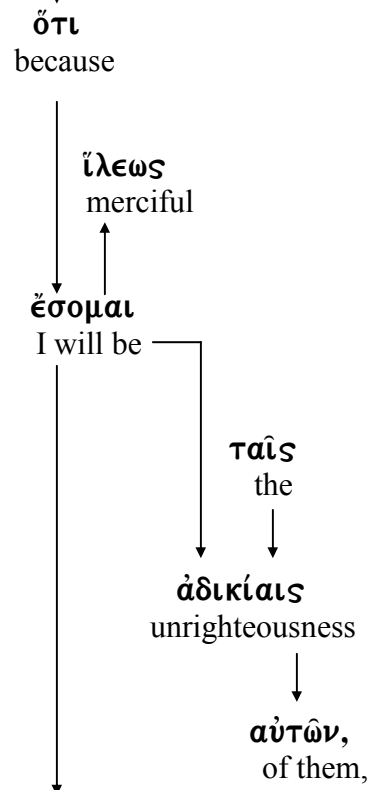 ὅτι
because
ἵλεως
merciful
ἔσομαι
I will be
ταῖς
the
ἀδικίαις
unrighteousness
αὐτῶν,
of them,